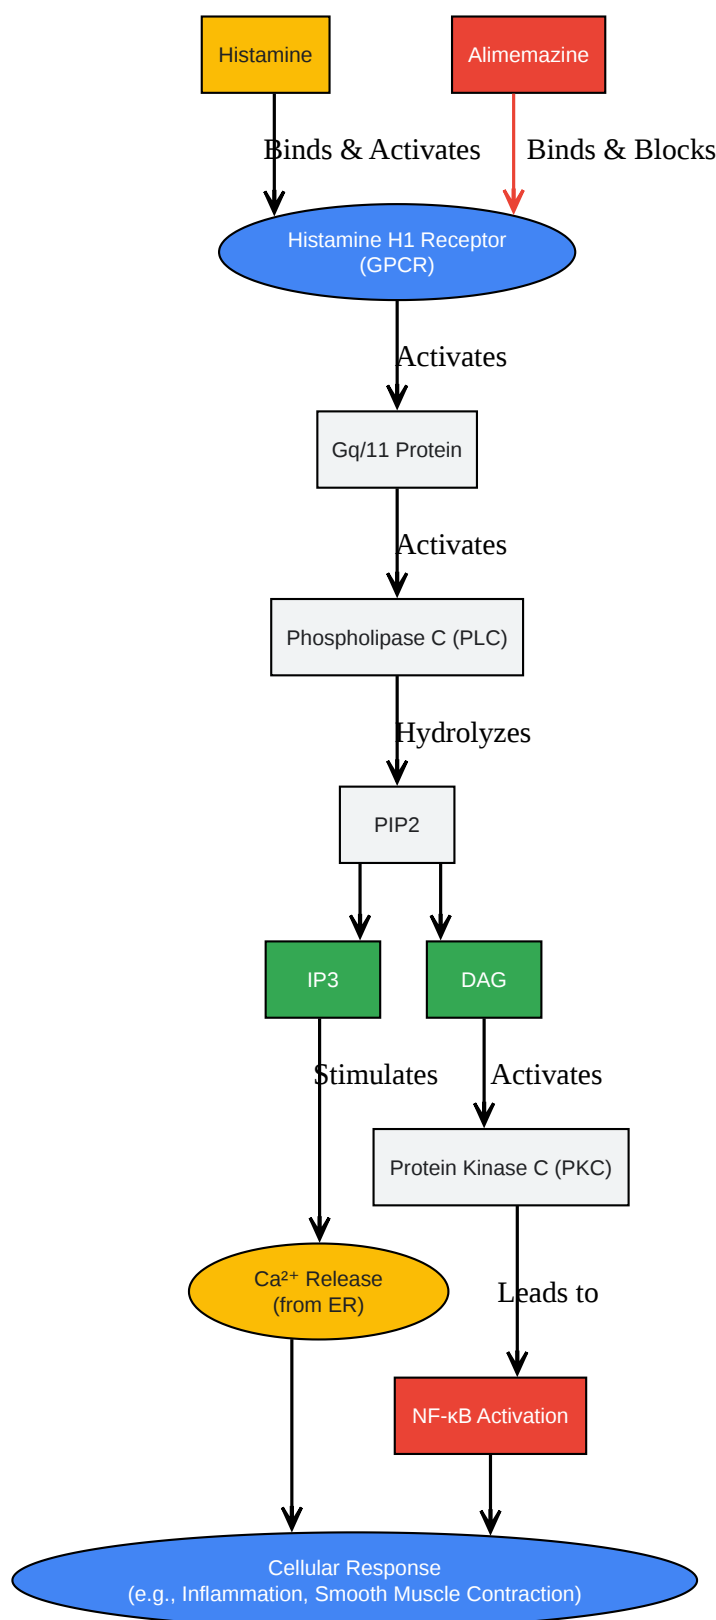 Histamine
Alimemazine
Binds & Activates
Binds & Blocks
Histamine H1 Receptor
(GPCR)
Activates
Gq/11 Protein
Activates
Phospholipase C (PLC)
Hydrolyzes
PIP2
IP3
DAG
Stimulates
Activates
Protein Kinase C (PKC)
Ca²⁺ Release
(from ER)
Leads to
NF-κB Activation
Cellular Response
(e.g., Inflammation, Smooth Muscle Contraction)